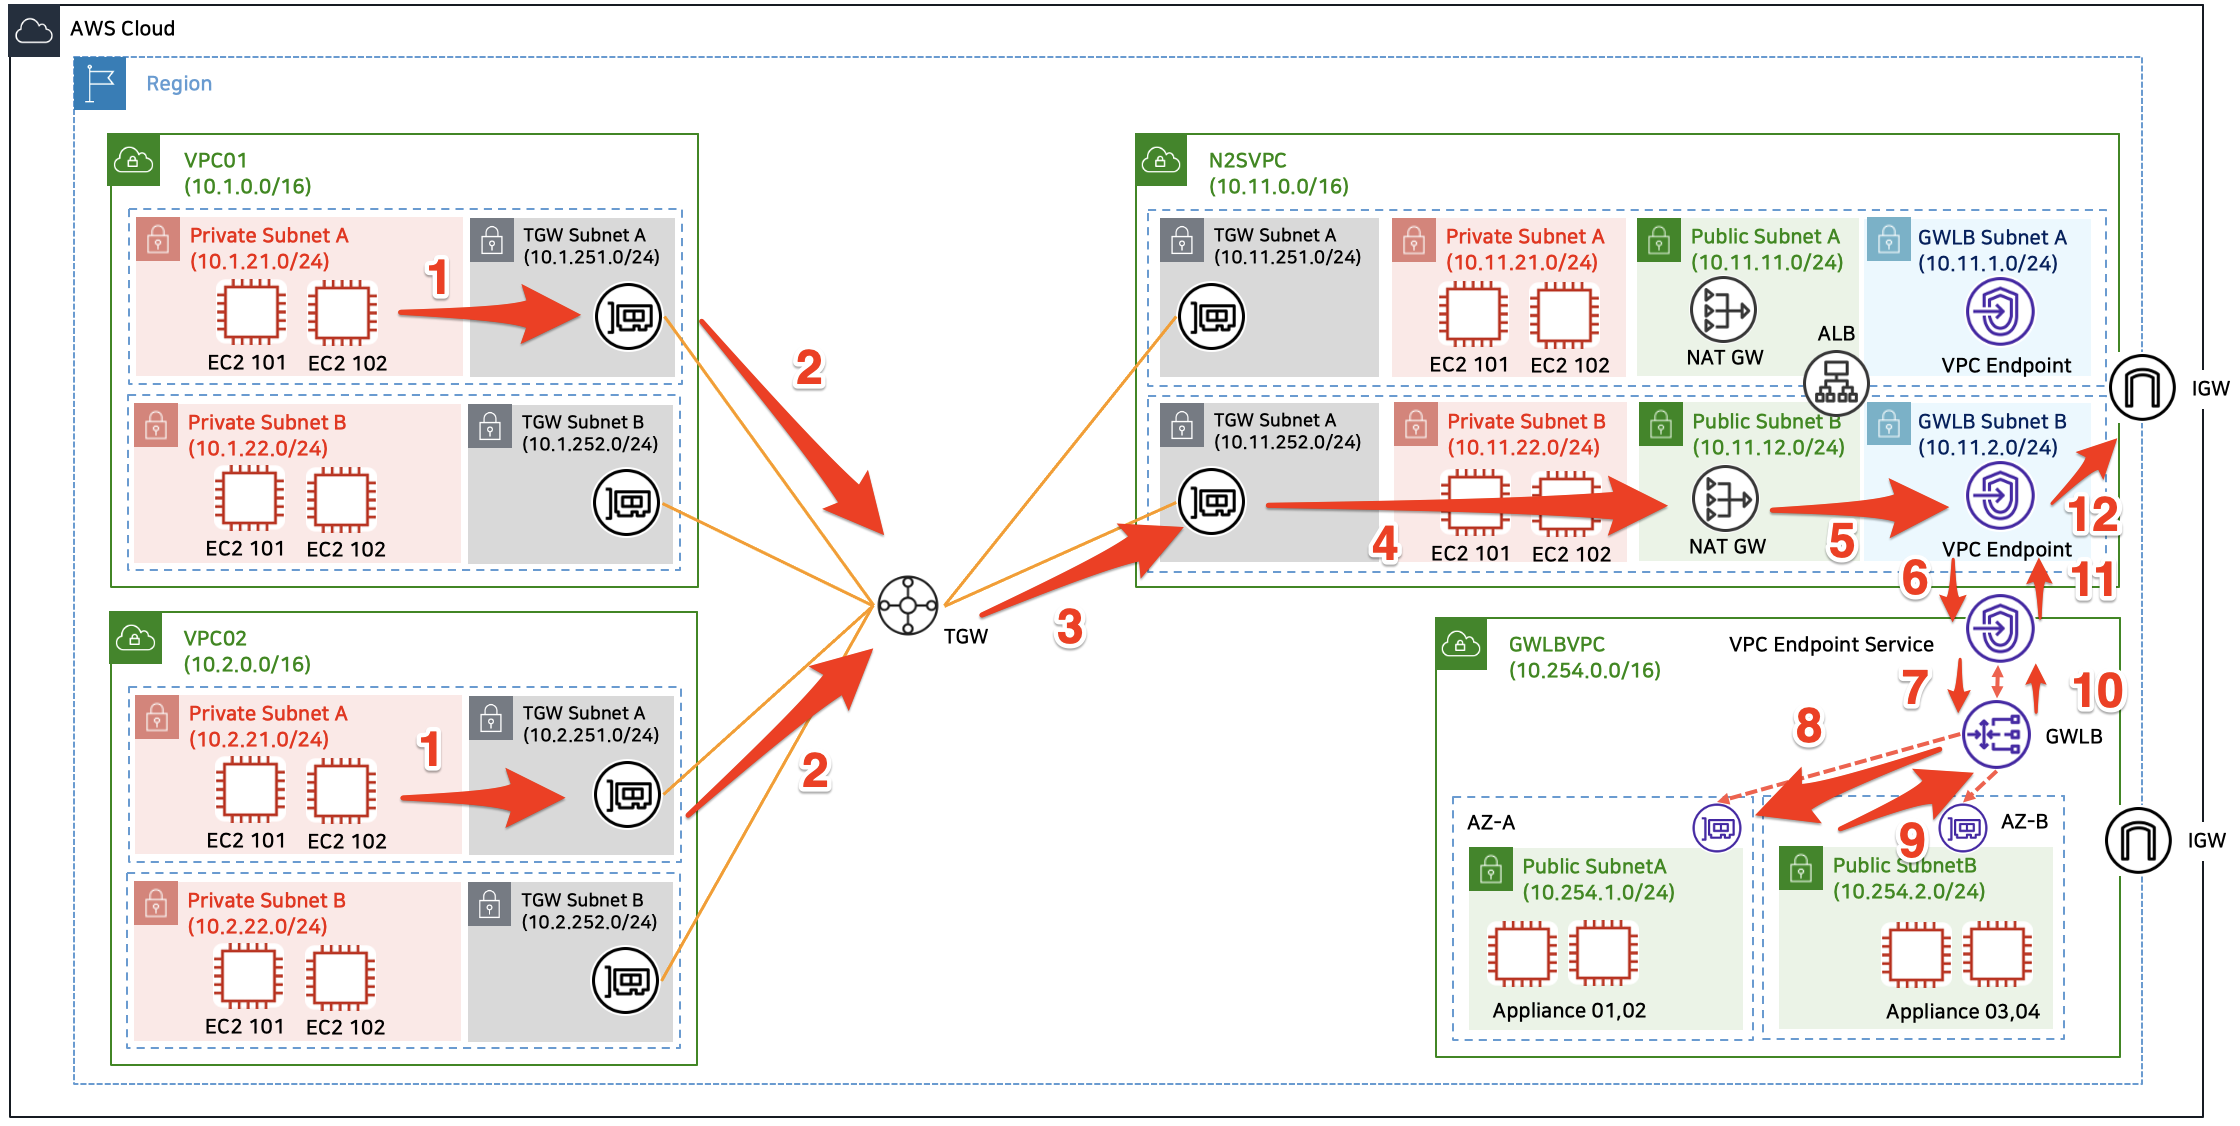 AWS Cloud
Region
VPC01
(10.1.0.0/16)
Private Subnet A
(10.1.21.0/24)
EC2 101
EC2 102
1
TGW Subnet A
(10.1.251.0/24)
Private Subnet B
(10.1.22.0/24)
EC2 101
EC2 102
TGW Subnet B
(10.1.252.0/24)
2
VPC02
(10.2.0.0/16)
Private Subnet A
(10.2.21.0/24)
EC2 101
EC2 102
1
TGW Subnet A
(10.2.251.0/24)
Private Subnet B
(10.2.22.0/24)
EC2 101
EC2 102
TGW Subnet B
(10.2.252.0/24)
2
TGW
3
N2SVPC
(10.11.0.0/16)
TGW Subnet A
(10.11.251.0/24)
Private Subnet A
(10.11.21.0/24)
EC2 101
EC2 102
Public Subnet A
(10.11.11.0/24)
NAT GW
ALB
GWLB Subnet A
(10.11.1.0/24)
VPC Endpoint
IGW
TGW Subnet A
(10.11.252.0/24)
Private Subnet B
(10.11.22.0/24)
4
EC2 101
EC2 102
Public Subnet B
(10.11.12.0/24)
NAT GW
5
GWLB Subnet B
(10.11.2.0/24)
VPC Endpoint
12
6
11
GWLBVPC
(10.254.0.0/16)
VPC Endpoint Service
7
10
8
GWLB
9
AZ-A
Public SubnetA
(10.254.1.0/24)
Appliance 01,02
AZ-B
Public SubnetB
(10.254.2.0/24)
Appliance 03,04
IGW